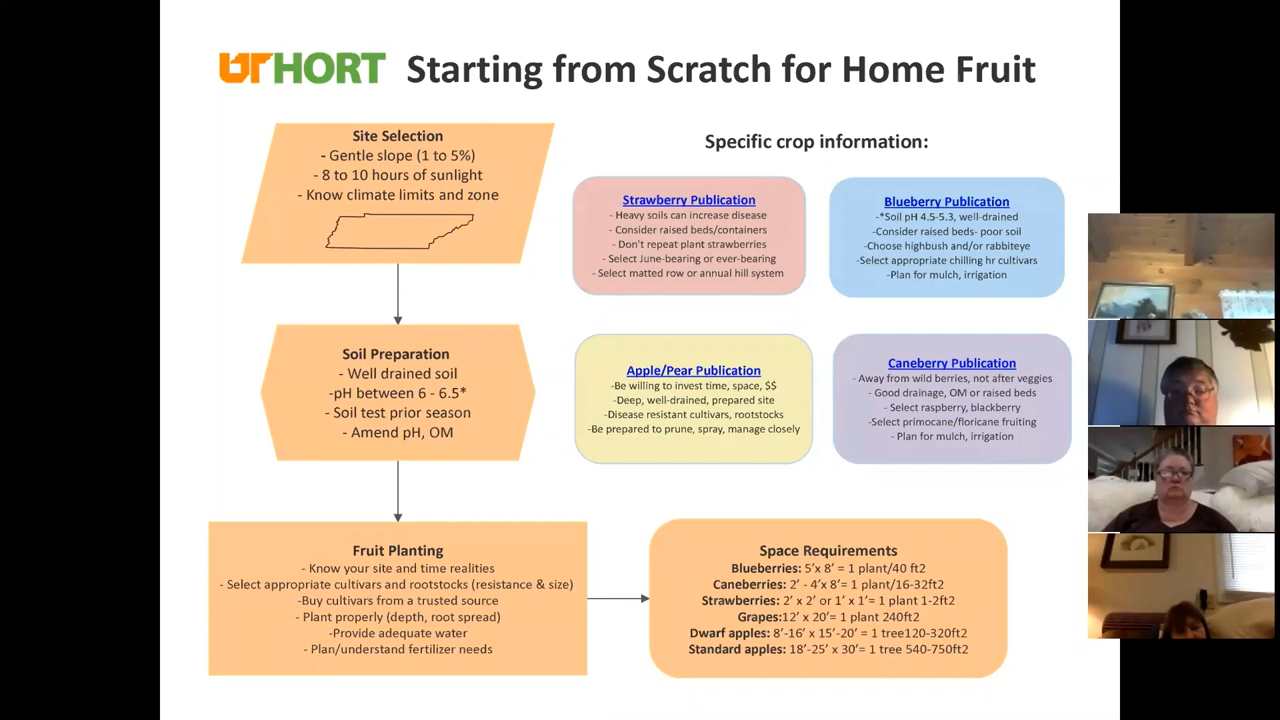 UTHORT Starting from Scratch for Home Fruit
Site Selection
- Gentle slope (1 to 5%)
- 8 to 10 hours of sunlight
- Know climate limits and zone
Soil Preparation
- Well drained soil
-pH between 6 - 6.5*
- Soil test prior season
- Amend pH, OM
Fruit Planting
- Know your site and time realities
- Select appropriate cultivars and rootstocks (resistance & size)
-Buy cultivars from a trusted source
- Plant properly (depth, root spread)
-Provide adequate water
- Plan/understand fertilizer needs
Specific crop information:
Strawberry Publication
- Heavy soils can increase disease
- Consider raised beds/containers
- Don't repeat plant strawberries
- Select June-bearing or ever-bearing
- Select matted row or annual hill system
Blueberry Publication
-*Soil pH 4.5-5.3, well-drained
-Consider raised beds- poor soil
-Choose highbush and/or rabbiteye
-Select appropriate chilling hr cultivars
-Plan for mulch, irrigation
Apple/Pear Publication
-Be willing to invest time, space, $$
-Deep, well-drained, prepared site
-Disease resistant cultivars, rootstocks
-Be prepared to prune, spray, manage closely
Caneberry Publication
- Away from wild berries, not after veggies
- Good drainage, OM or raised beds
- Select raspberry, blackberry
-Select primocane/floricane fruiting
- Plan for mulch, irrigation
Space Requirements
Blueberries: 5'x 8'= 1 plant/40 ft2
Caneberries: 2' - 4'x 8'= 1 plant/16-32ft2
Strawberries: 2' x 2' or 1' x 1'= 1 plant 1-2ft2
Grapes:12' x 20'= 1 plant 240ft2
Dwarf apples: 8'-16' x 15'-20' = 1 tree120-320ft2
Standard apples: 18'-25' x 30'= 1 tree 540-750ft2